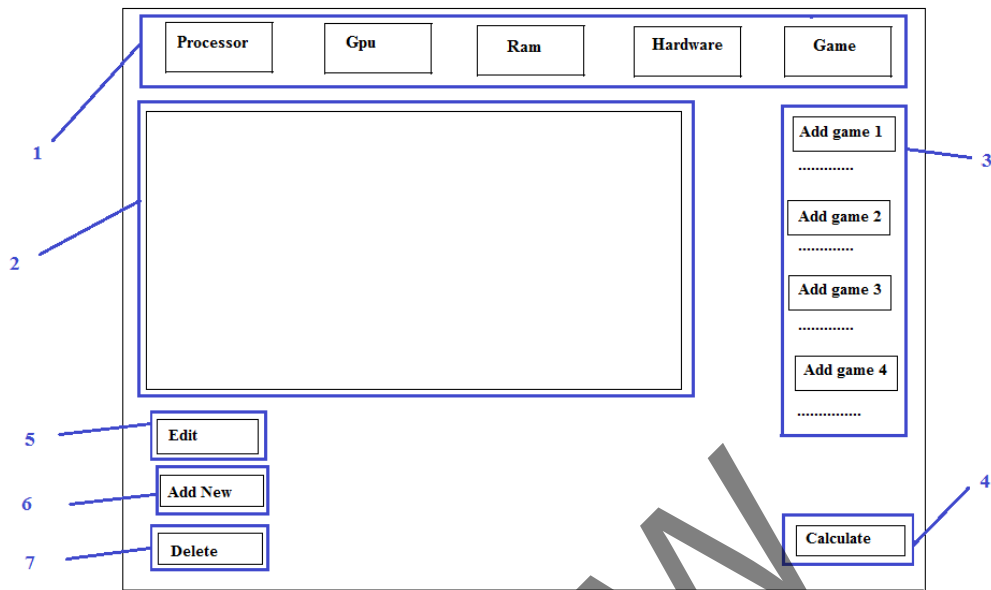 Processor
Gpu
Ram
Hardware
Game
1
2
Add game 1
.............
Add game 2
.............
Add game 3
.............
Add game 4
...............
3
Edit
5
Add New
6
Delete
7
Calculate
4
W